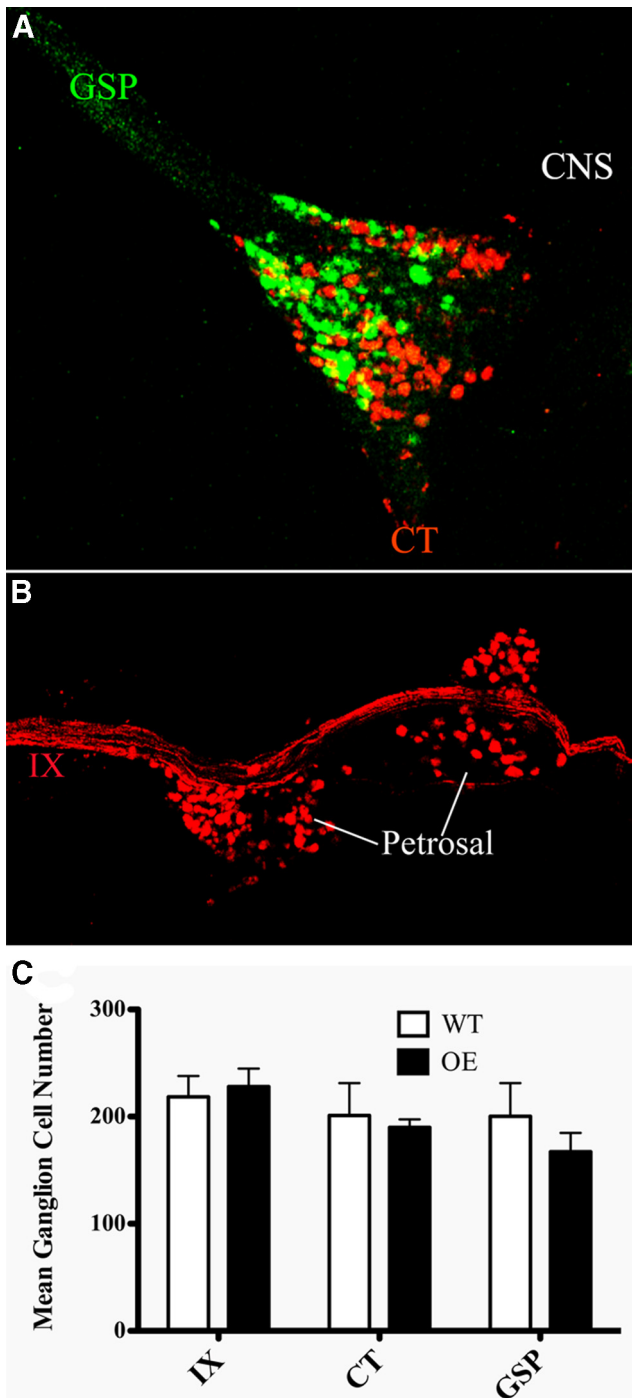 A
GSP
CNS
CT
B
IX
Petrosal
C
Mean Ganglion Cell Number
300
200
100
0
WT
OE
IX
CT
GSP